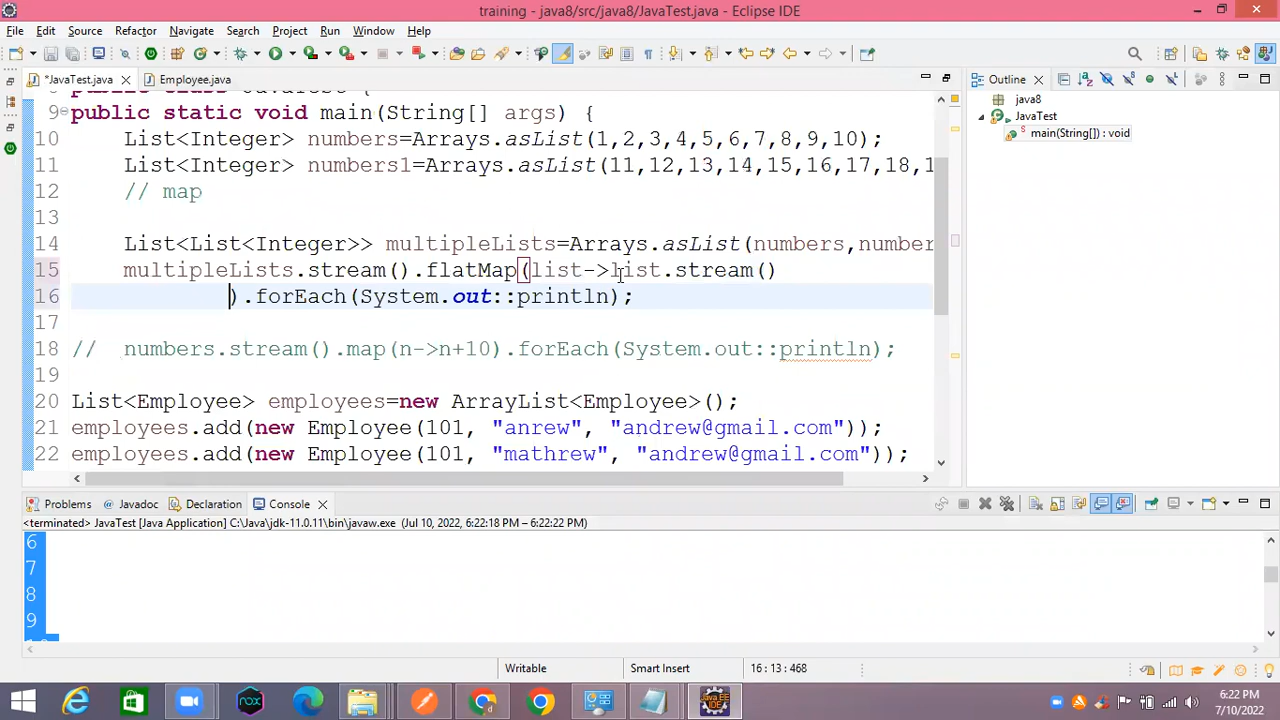 training - java8/src/java8/JavaTest.java - Eclipse IDE
File Edit Source Refactor Navigate Search Project Run Window Help
*JavaTest.java Employee.java
9 public static void main(String[] args) {
10 List<Integer> numbers=Arrays.asList(1,2,3,4,5,6,7,8,9,10);
11 List<Integer> numbers1=Arrays.asList(11,12,13,14,15,16,17,18,1
12 // map
13
14 List<List<Integer>> multipleLists=Arrays.asList(numbers,number
15 multipleLists.stream().flatMap(list->list.stream()
16 ).forEach(System.out::println);
17
18 // numbers.stream().map(n->n+10).forEach(System.out::println);
19
20 List<Employee> employees=new ArrayList<Employee>();
21 employees.add(new Employee(101, "anrew", "andrew@gmail.com"));
22 employees.add(new Employee(101, "mathrew", "andrew@gmail.com"));
Outline
java8
JavaTest
main(String[]) : void
Problems Javadoc Declaration Console
<terminated> JavaTest [Java Application] C:\Java\jdk-11.0.11\bin\javaw.exe (Jul 10, 2022, 6:22:18 PM – 6:22:22 PM)
6
7
8
9
Writable Smart Insert 16 : 13 : 468
nox
Java EE IDE
6:22 PM
7/10/2022